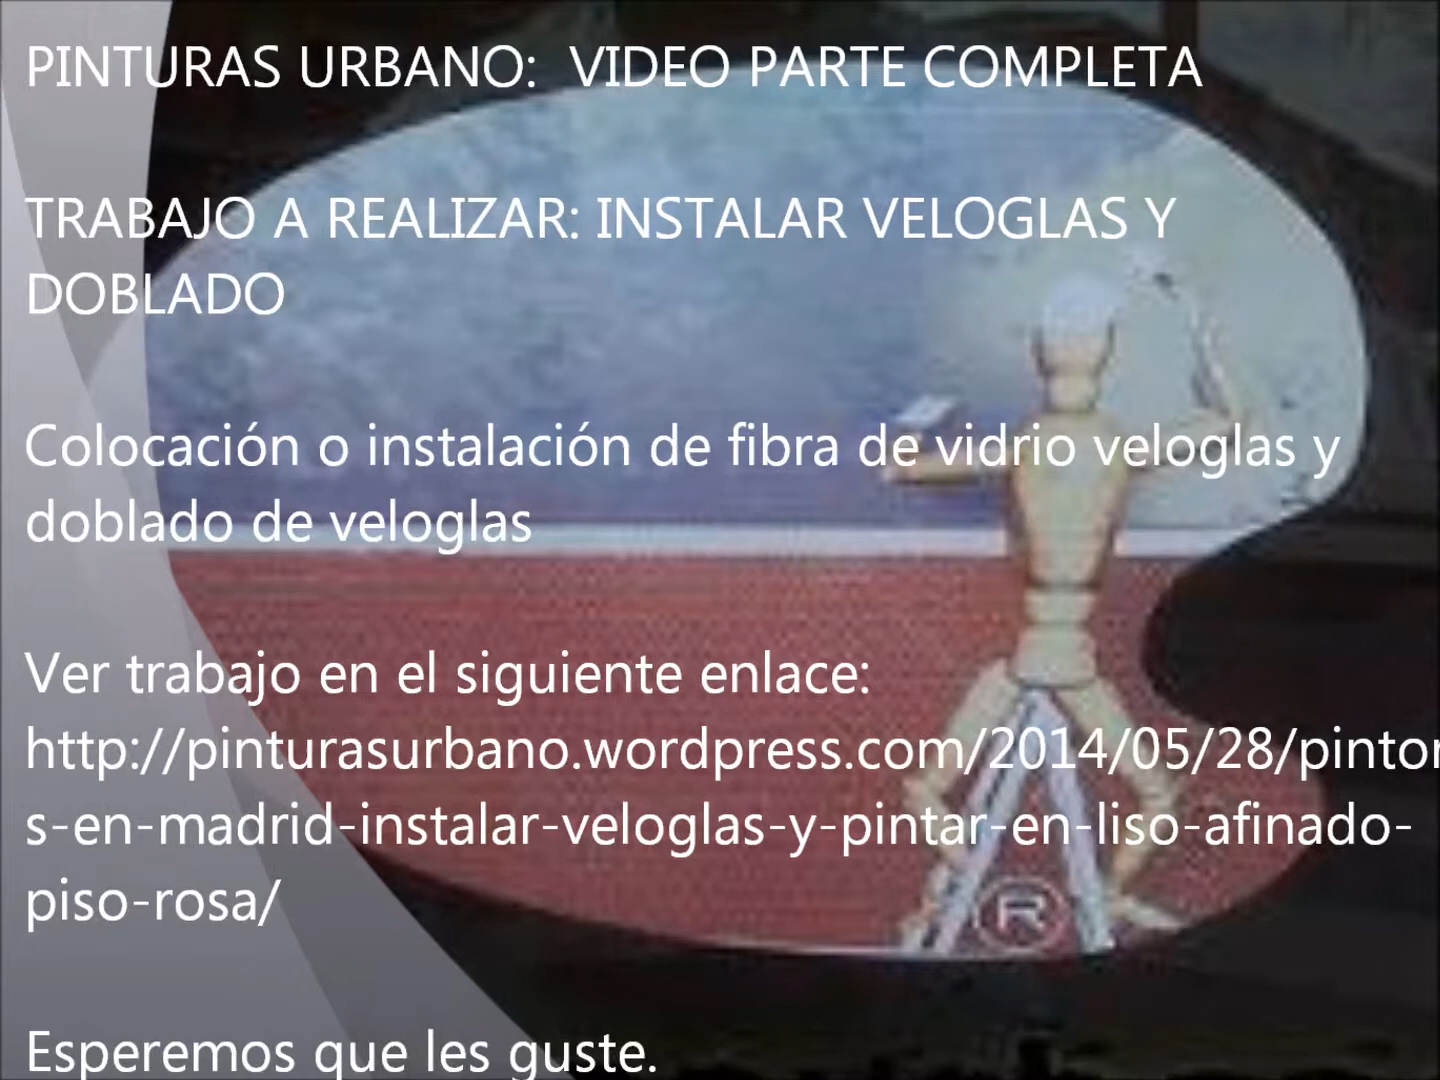 PINTURAS URBANO: VIDEO PARTE COMPLETA
TRABAJO A REALIZAR: INSTALAR VELOGLAS Y
DOBLADO
Colocación o instalación de fibra de vidrio veloglas y
doblado de veloglas
Ver trabajo en el siguiente enlace:
http://pinturasurbano.wordpress.com/2014/05/28/pintor
s-en-madrid-instalar-veloglas-y-pintar-en-liso-afinado-
piso-rosa/
R
Esperemos que les guste.